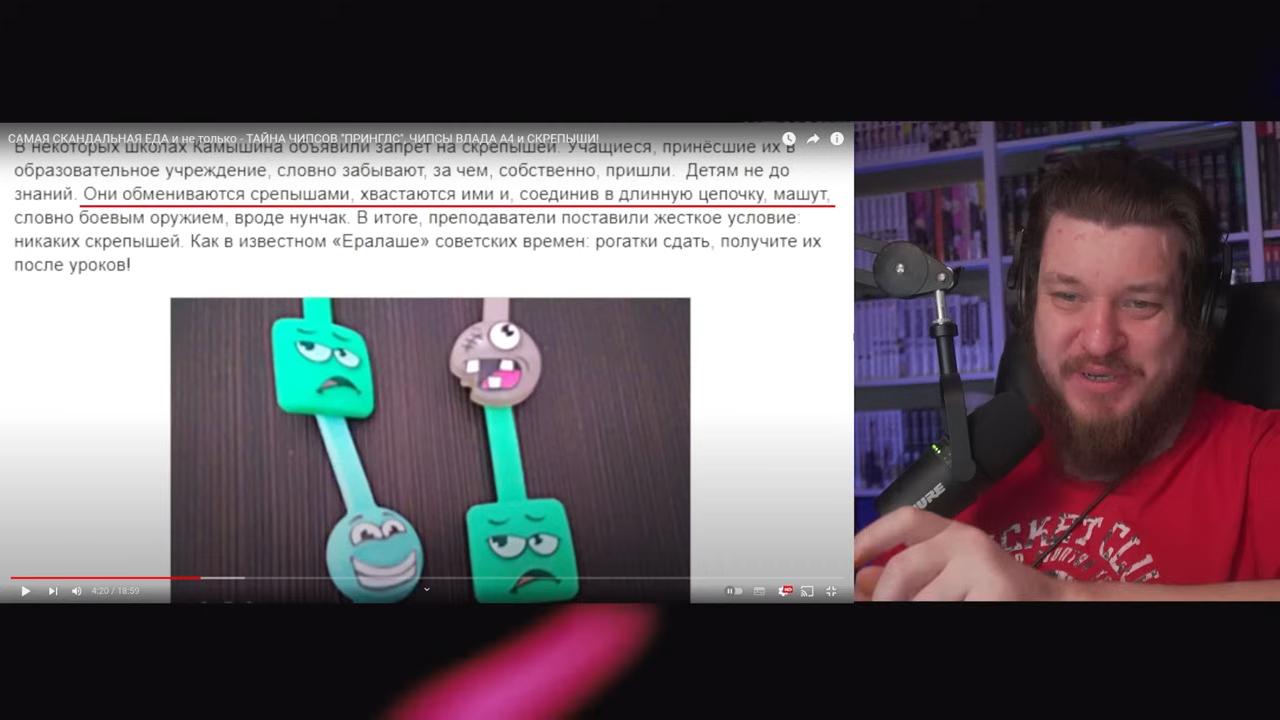 САМАЯ СКАНДАЛЬНАЯ ЕДА и не только - ТАЙНА ЧИПСОВ "ПРИНГЛС", ЧИПСЫ ВЛАДА А4 и СКРЕПЫШИ!
В некоторых школах Камышина объявили запрет на скрепышей. Учащиеся, принёсшие их в
образовательное учреждение, словно забывают, за чем, собственно, пришли. Детям не до
знаний. Они обмениваются срепышами, хвастаются ими и, соединив в длинную цепочку, машут,
словно боевым оружием, вроде нунчак. В итоге, преподаватели поставили жесткое условие:
никаких скрепышей. Как в известном «Ералаше» советских времен: рогатки сдать, получите их
после уроков!
4:20 / 18:59
HD